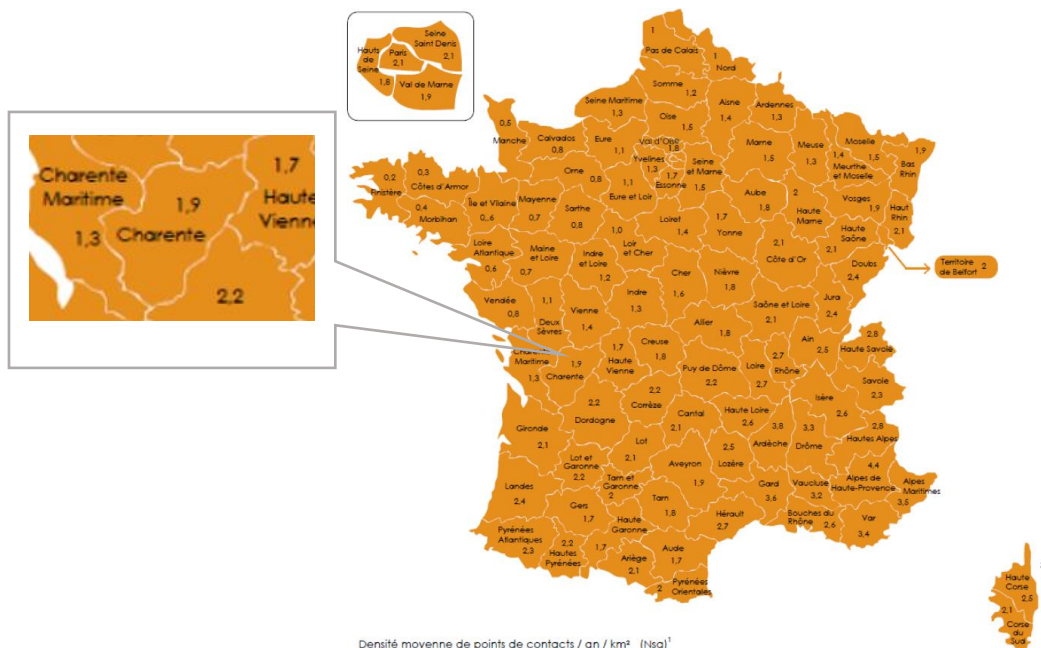 Seine
Saint Denis
2,1
Hauts
de
Seine
1,8
Paris
2,1
Val de Marne
1,9
Charente
Maritime
1,3
1,9
Charente
1,7
Haute
Vienne
2,2
1
Pas de Calais
1
Nord
Somme
1,2
Seine Maritime
1,3
Oise
1,5
Aisne
1,4
Ardennes
1,3
0,5
Manche
Calvados
0,8
Eure
1,1
Val d'Oise
1,8
Yvelines
1,3
1,7
Essonne
Seine
et Marne
1,5
Marne
1,5
Meuse
1,3
Moselle
1,5
1,4
Meurthe
et Moselle
Bas
Rhin
1,9
0,2
Finistère
0,3
Côtes d'Armor
0,4
Morbihan
Île et Vilaine
0,,6
Mayenne
0,7
Orne
0,8
Sarthe
0,8
1,1
Eure et Loir
1,0
Loir
et Cher
Loiret
1,4
1,7
Yonne
Aube
1,8
2
Haute
Marne
Vosges
1,9
Haut
Rhin
2,1
Haute
Saône
2,1
Territoire
de Belfort
2
Loire
Atlantique
0,6
Maine
et Loire
0,7
Indre
et Loire
1,2
Cher
1,6
Nièvre
1,8
2,1
Côte d'Or
Doubs
2,4
Vendée
0,8
1,1
Deux
Sèvres
Vienne
1,4
Indre
1,3
Allier
1,8
Saône et Loire
2,1
Jura
2,4
Charente
Maritime
1,3
1,9
Charente
1,7
Haute
Vienne
Creuse
1,8
Puy de Dôme
2,2
Loire
2,7
2,7
Rhône
Ain
2,5
2,8
Haute Savoie
Savoie
2,3
2,2
Dordogne
2,2
Corrèze
Cantal
2,1
Haute Loire
2,6
3,8
Ardèche
3,3
Drôme
Isère
2,6
2,8
Hautes Alpes
Gironde
2,1
Lot et
Garonne
2,2
Lot
2,1
Aveyron
1,9
2,5
Lozère
Gard
3,6
Vaucluse
3,2
4,4
Alpes de
Haute-Provence
Alpes
Maritimes
3,5
Landes
2,4
Gers
1,7
Tarn et
Garonne
2
Tarn
1,8
Hérault
2,7
Bouches du
Rhône
2,6
Var
3,4
Pyrénées
Atlantiques
2,3
2,2
Hautes
Pyrénées
Haute
Garonne
1,7
Ariège
2,1
Aude
1,7
2
Pyrénées
Orientales
Haute
Corse
2,5
2,1
Corse
du
Sud
Densité moyenne de points de contacts / an / km² (Nsg)¹